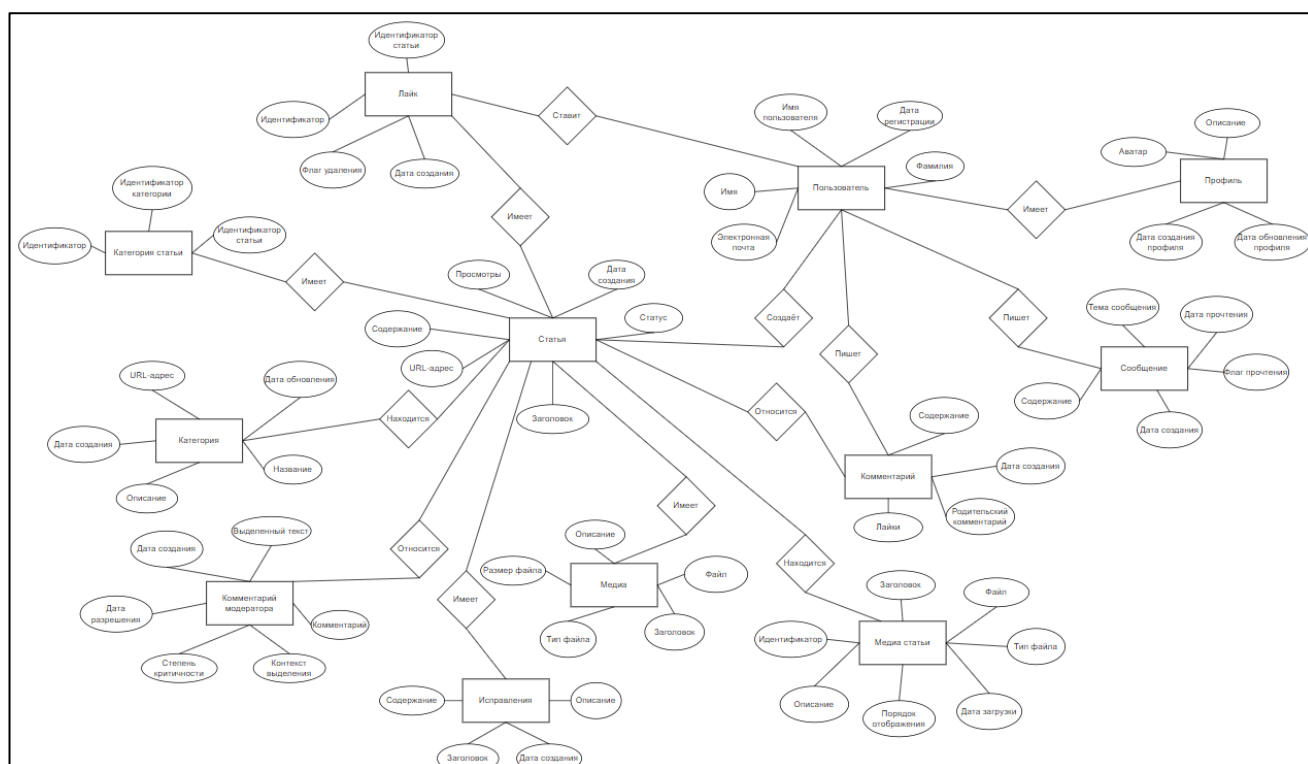 Идентификатор
статьи
Лайк
Идентификатор
Флаг удаления
Дата создания
Ставит
Имя
пользователя
Дата
регистрации
Фамилия
Имя
Пользователь
Электронная
почта
Имеет
Описание
Аватар
Профиль
Дата создания
профиля
Дата обновления
профиля
Идентификатор
категории
Идентификатор
Идентификатор
статьи
Категория статьи
Имеет
Имеет
Просмотры
Дата
создания
Содержание
Статус
Статья
URL-адрес
Заголовок
Создаёт
Пишет
Пишет
Тема сообщения
Дата прочтения
Сообщение
Флаг прочтения
Содержание
Дата создания
URL-адрес
Дата обновления
Находится
Дата создания
Категория
Название
Описание
Относится
Содержание
Комментарий
Дата создания
Родительский
комментарий
Лайки
Выделенный текст
Дата создания
Относится
Комментарий
модератора
Дата
разрешения
Комментарий
Степень
критичности
Контекст
выделения
Имеет
Имеет
Описание
Размер файла
Медиа
Файл
Тип файла
Заголовок
Находится
Заголовок
Файл
Идентификатор
Медиа статьи
Тип файла
Описание
Порядок
отображения
Дата загрузки
Содержание
Исправления
Описание
Заголовок
Дата создания